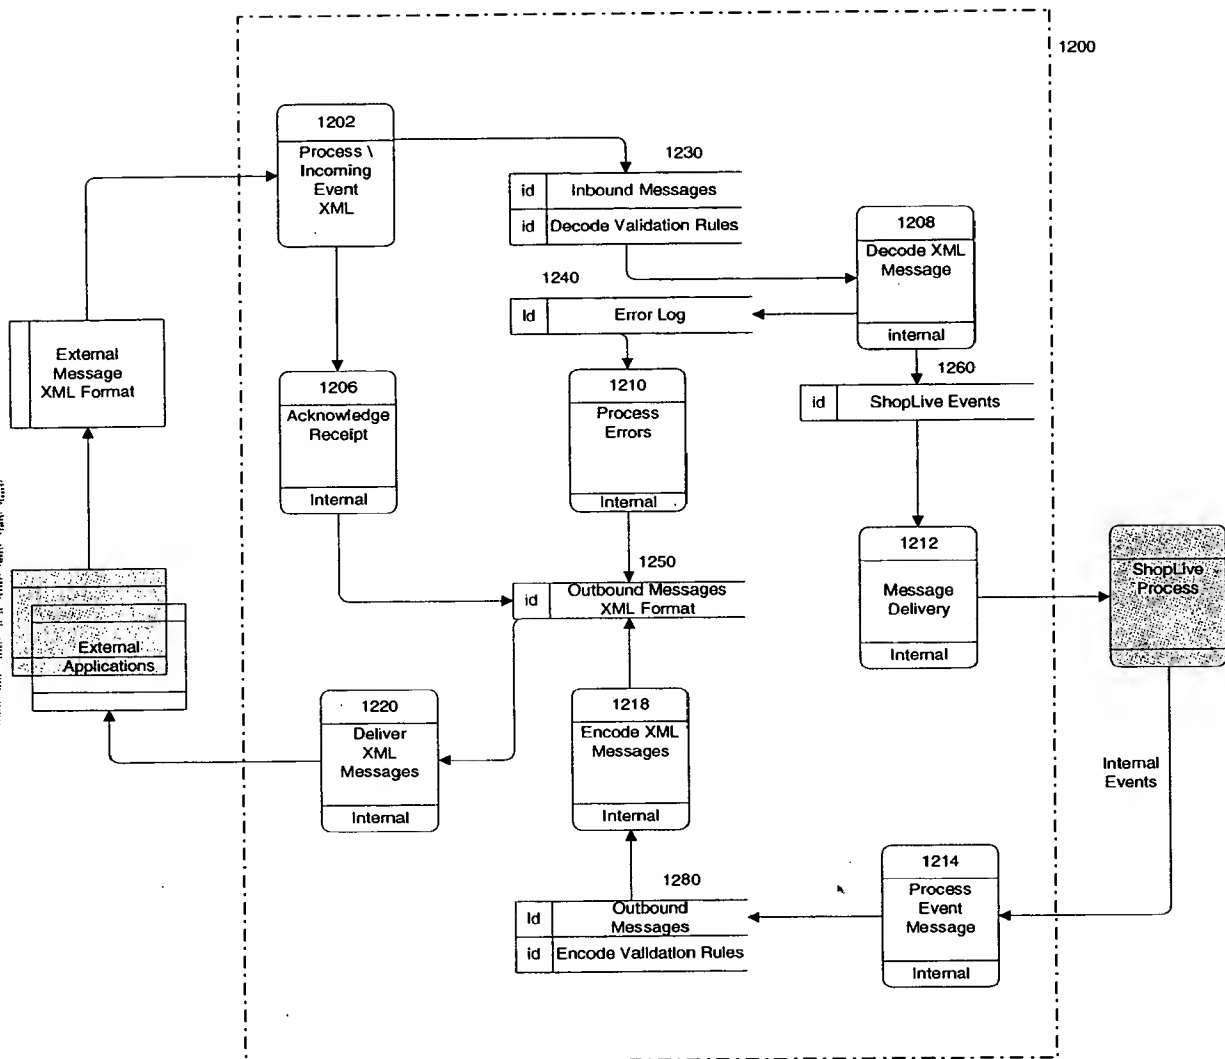 1200
1202
Process \
Incoming
Event
XML
1230
id Inbound Messages
id Decode Validation Rules
1208
Decode XML
Message
internal
1240
Id Error Log
External
Message
XML Format
1206
Acknowledge
Receipt
Internal
1210
Process
Errors
Internal
1260
id ShopLive Events
1212
Message
Delivery
Internal
ShopLive
Process
1250
id Outbound Messages
XML Format
External
Applications
1220
Deliver
XML
Messages
Internal
1218
Encode XML
Messages
Internal
Internal
Events
1214
Process
Event
Message
Internal
1280
Id Outbound
Messages
id Encode Validation Rules